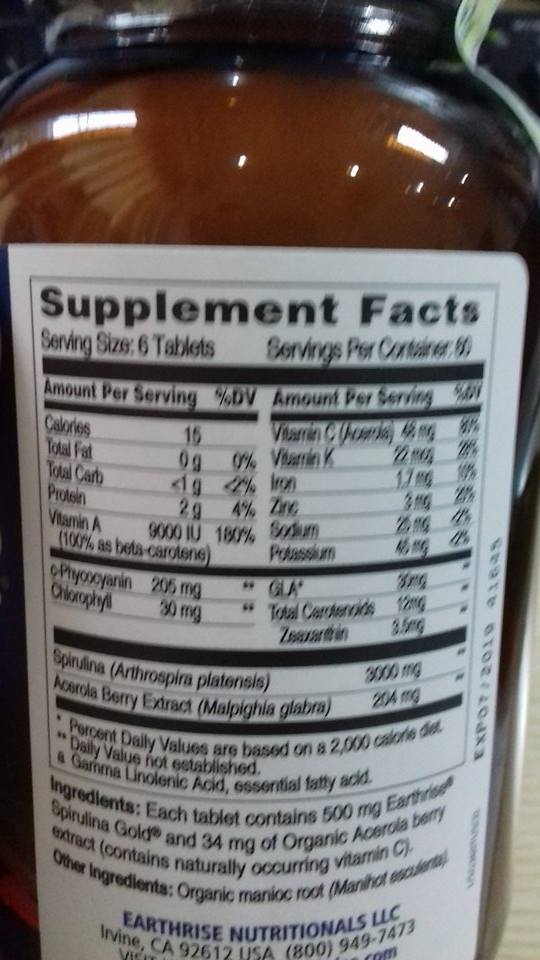 Supplement Facts
Serving Size: 6 Tablets Servings Per Container: 60
Amount Per Serving %DV Amount Per Serving %DV
Calories 15 Vitamin C (Acerola) 48 mg 80%
Total Fat 0 g 0% Vitamin K 22 mcg
Total Carb <1 g <2% Iron 1.7 mg 10%
Protein 2 g 4% Zinc 3 mg 20%
Vitamin A 9000 IU 180% Sodium 25 mg <2%
(100% as beta-carotene) Potassium 45 mg <2%
c-Phycocyanin 205 mg ** GLA 30mg
Chlorophyll 30 mg ** Total Carotenoids 12mg
Zeaxanthin 3.5mg
Spirulina (Arthrospira platensis) 3000 mg
Acerola Berry Extract (Malpighia glabra) 204 mg
* Percent Daily Values are based on a 2,000 calorie diet.
** Daily Value not established.
a Gamma Linolenic Acid, essential fatty acid.
Ingredients: Each tablet contains 500 mg Earthrise®
Spirulina Gold® and 34 mg of Organic Acerola berry
extract (contains naturally occurring vitamin C).
Other Ingredients: Organic manioc root (Manihot esculenta).
EARTHRISE NUTRITIONALS LLC
Irvine, CA 92612 USA (800) 949-7473
VISIT
.com
EXP07/2019 41645